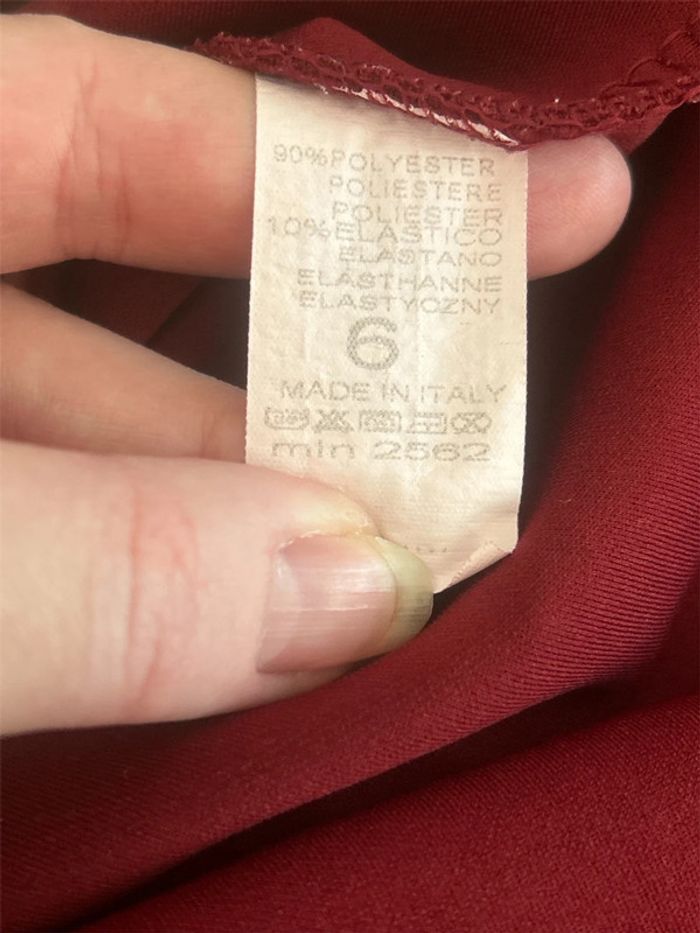 90%POLYESTER
POLIESTERE
POLIESTER
10%ELASTICO
ELASTANO
ELASTHANNE
ELASTYCZNY
6
MADE IN ITALY
min 2562